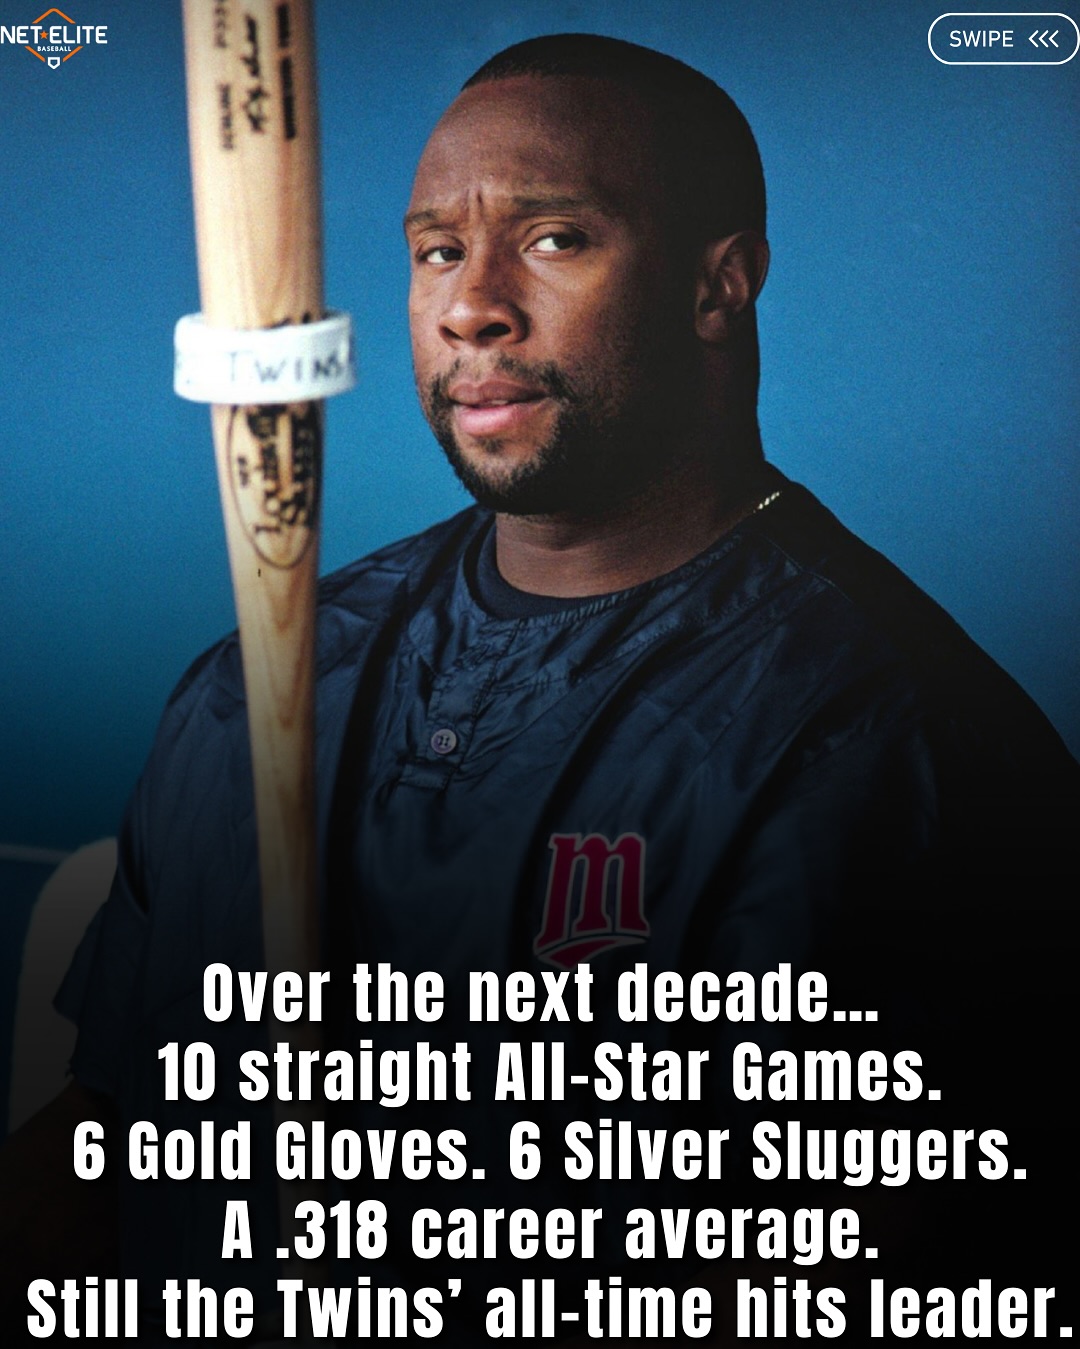 NET★ELITE
BASEBALL
SWIPE
TWINS
Louisville
Over the next decade...
10 straight All-Star Games.
6 Gold Gloves. 6 Silver Sluggers.
A .318 career average.
Still the Twins’ all-time hits leader.